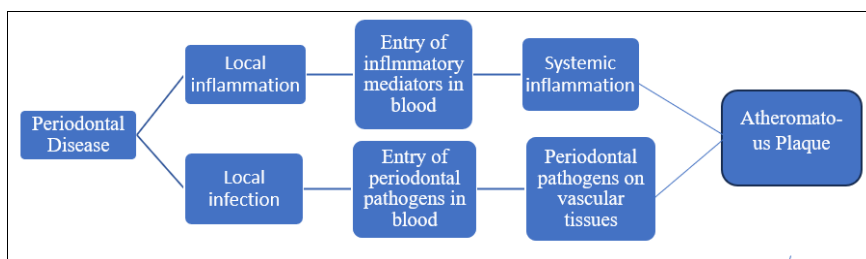 Periodontal
Disease
Local
inflammation
Entry of
inflmmatory
mediators in
blood
Systemic
inflammation
Local
infection
Entry of
periodontal
pathogens in
blood
Periodontal
pathogens on
vascular
tissues
Atheromato-
us Plaque